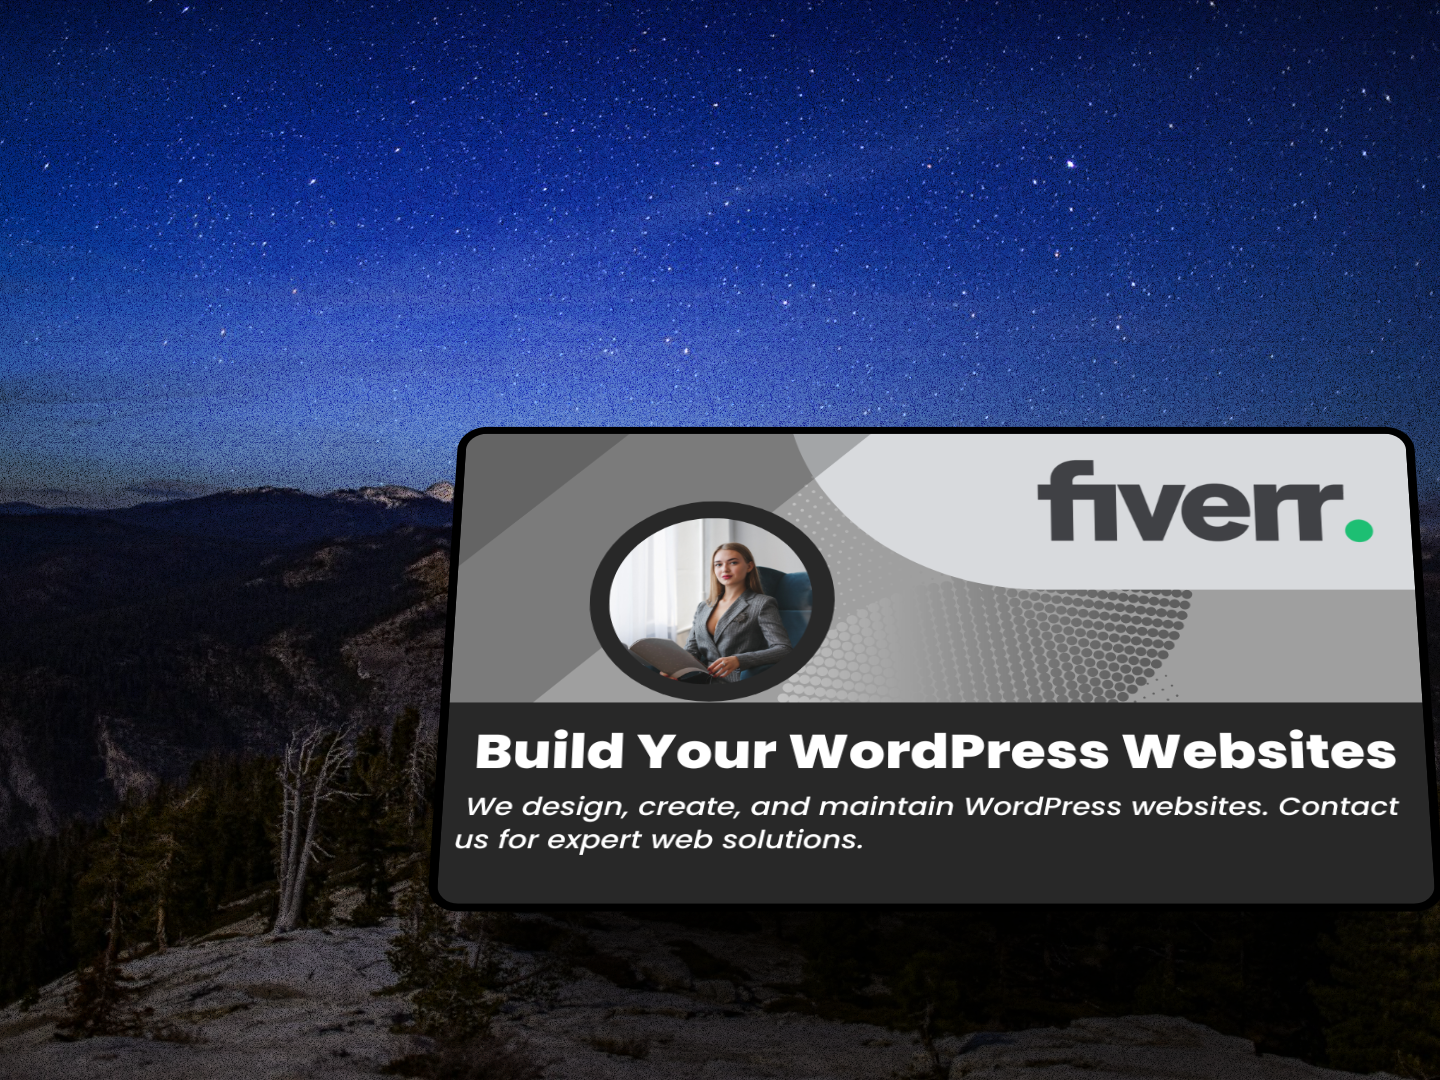 fiverr.
Build Your WordPress Websites
We design, create, and maintain WordPress websites. Contact
us for expert web solutions.